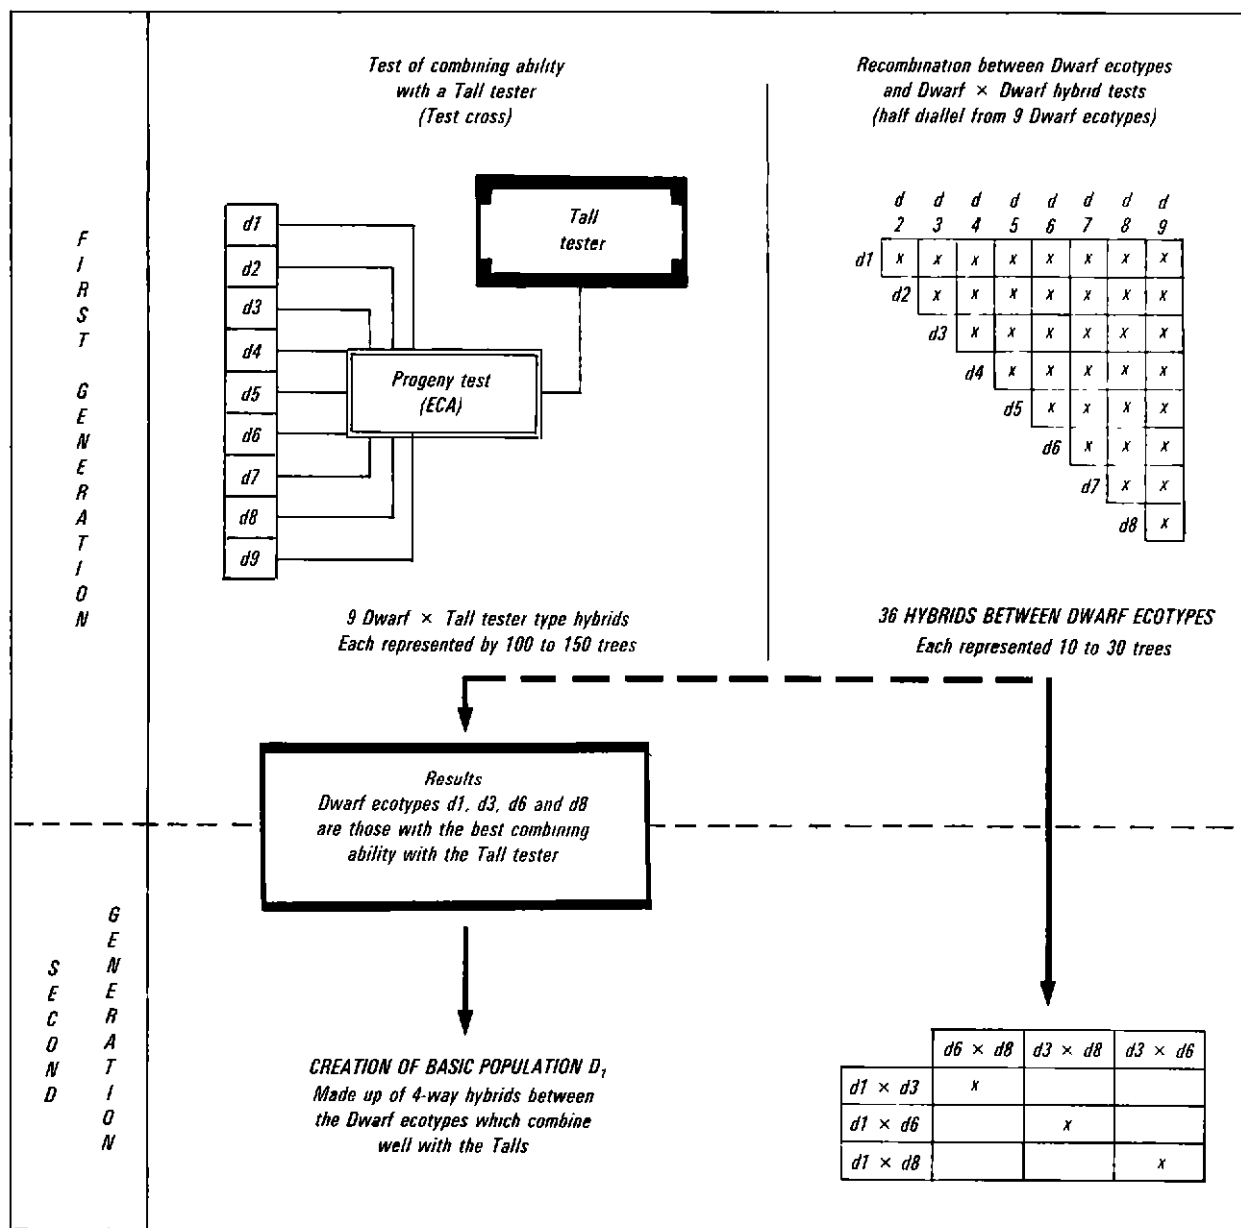 Test of combining ability
with a Tall tester
(Test cross)
Recombination between Dwarf ecotypes
and Dwarf × Dwarf hybrid tests
(half diallel from 9 Dwarf ecotypes)
FIRST GENERATION
d1
d2
d3
d4
d5
d6
d7
d8
d9
Tall
tester
Progeny test
(ECA)
d d d d d d d d
2 3 4 5 6 7 8 9
d1 x x x x x x x x
d2 x x x x x x x
d3 x x x x x x
d4 x x x x x
d5 x x x x
d6 x x x
d7 x x
d8 x
9 Dwarf × Tall tester type hybrids
Each represented by 100 to 150 trees
36 HYBRIDS BETWEEN DWARF ECOTYPES
Each represented 10 to 30 trees
Results
Dwarf ecotypes d1, d3, d6 and d8
are those with the best combining
ability with the Tall tester
SECOND GENERATION
CREATION OF BASIC POPULATION D1
Made up of 4-way hybrids between
the Dwarf ecotypes which combine
well with the Talls
d6 × d8 d3 × d8 d3 × d6
d1 × d3 x
d1 × d6 x
d1 × d8 x